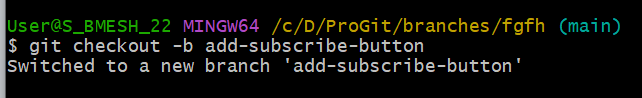 User@S_BMESH_22 MINGW64 /c/D/ProGit/branches/fgfh (main)
$ git checkout -b add-subscribe-button
Switched to a new branch 'add-subscribe-button'